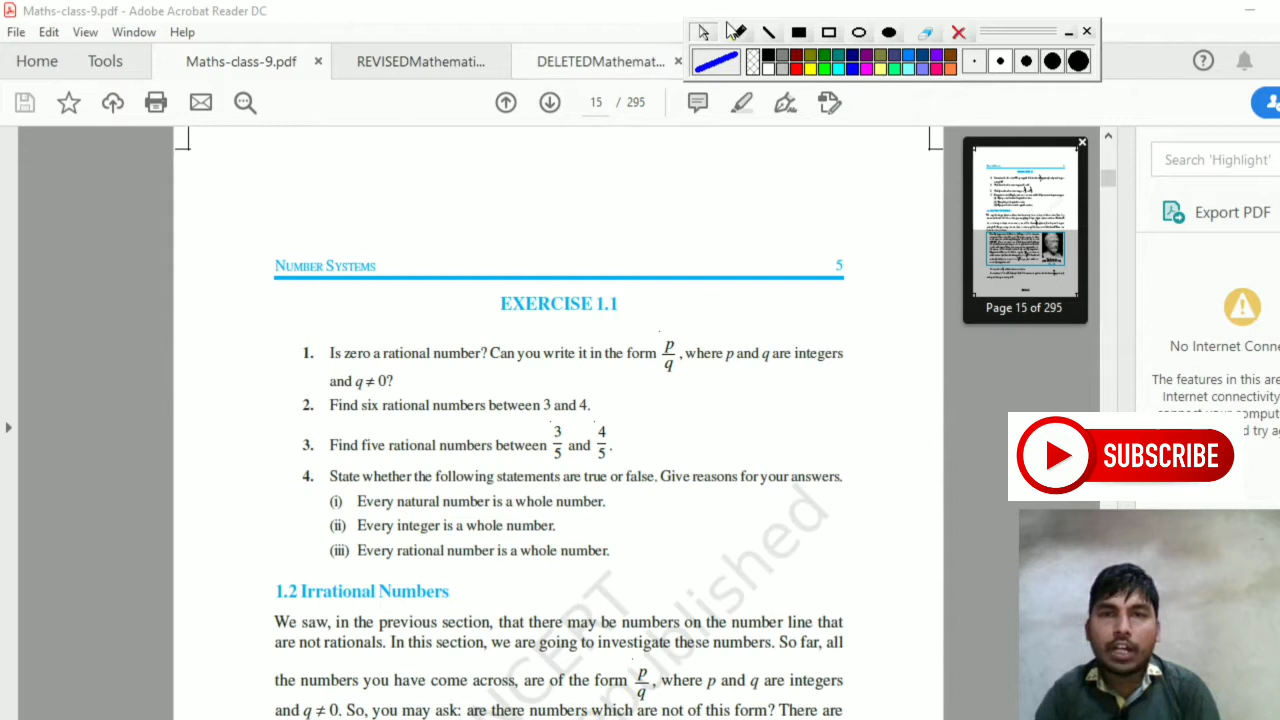 Maths-class-9.pdf - Adobe Acrobat Reader DC
File Edit View Window Help
Home Tools Maths-class-9.pdf × REVISEDMathemati... DELETEDMathemat... ×
15 / 295
NUMBER SYSTEMS 5
EXERCISE 1.1
1. Is zero a rational number? Can you write it in the form p/q, where p and q are integers
and q ≠ 0?
2. Find six rational numbers between 3 and 4.
3. Find five rational numbers between 3/5 and 4/5.
4. State whether the following statements are true or false. Give reasons for your answers.
(i) Every natural number is a whole number.
(ii) Every integer is a whole number.
(iii) Every rational number is a whole number.
1.2 Irrational Numbers
We saw, in the previous section, that there may be numbers on the number line that
are not rationals. In this section, we are going to investigate these numbers. So far, all
the numbers you have come across, are of the form p/q, where p and q are integers
and q ≠ 0. So, you may ask: are there numbers which are not of this form? There are
NCERT
published
Page 15 of 295
Search 'Highlight'
Export PDF
No Internet Conne
The features in this are
Internet connectivity
connect your comput
d try ag
SUBSCRIBE